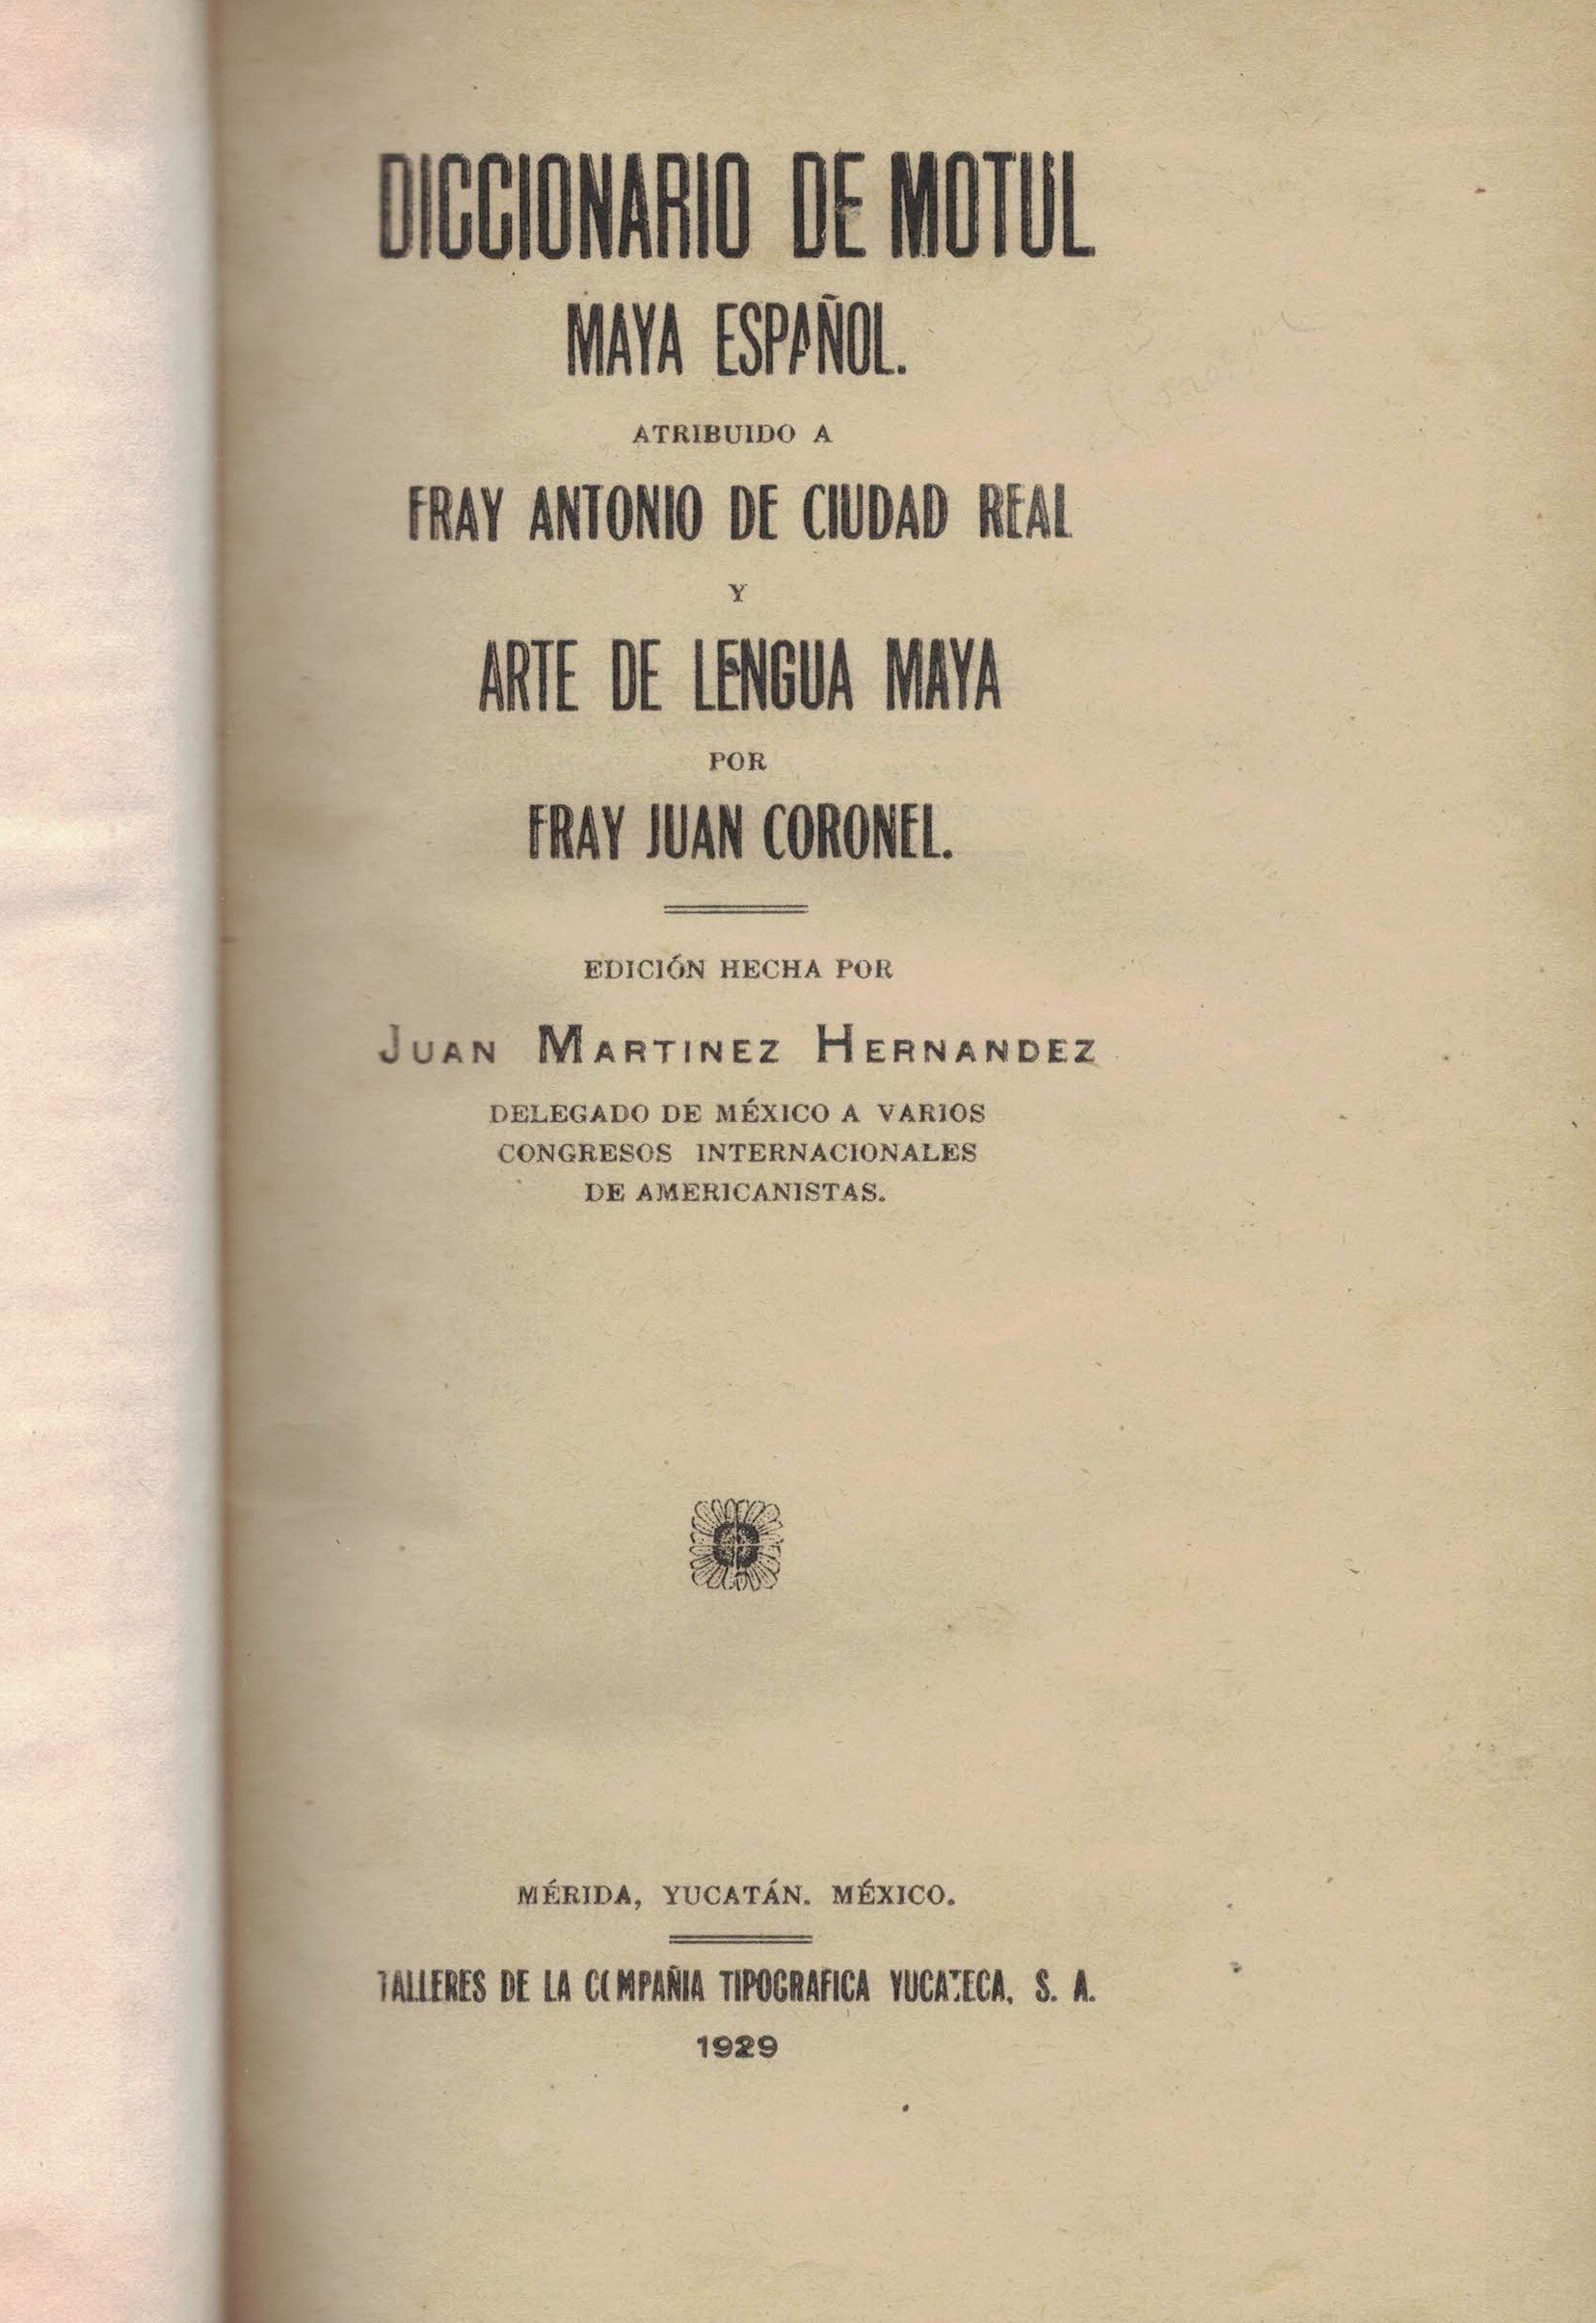 DICCIONARIO DE MOTUL
MAYA ESPAÑOL.
ATRIBUIDO A
FRAY ANTONIO DE CIUDAD REAL
Y
ARTE DE LENGUA MAYA
POR
FRAY JUAN CORONEL.
EDICIÓN HECHA POR
JUAN MARTINEZ HERNANDEZ
DELEGADO DE MÉXICO A VARIOS
CONGRESOS INTERNACIONALES
DE AMERICANISTAS.
MÉRIDA, YUCATÁN. MÉXICO.
TALLERES DE LA COMPAÑIA TIPOGRAFICA YUCATECA, S. A.
1929